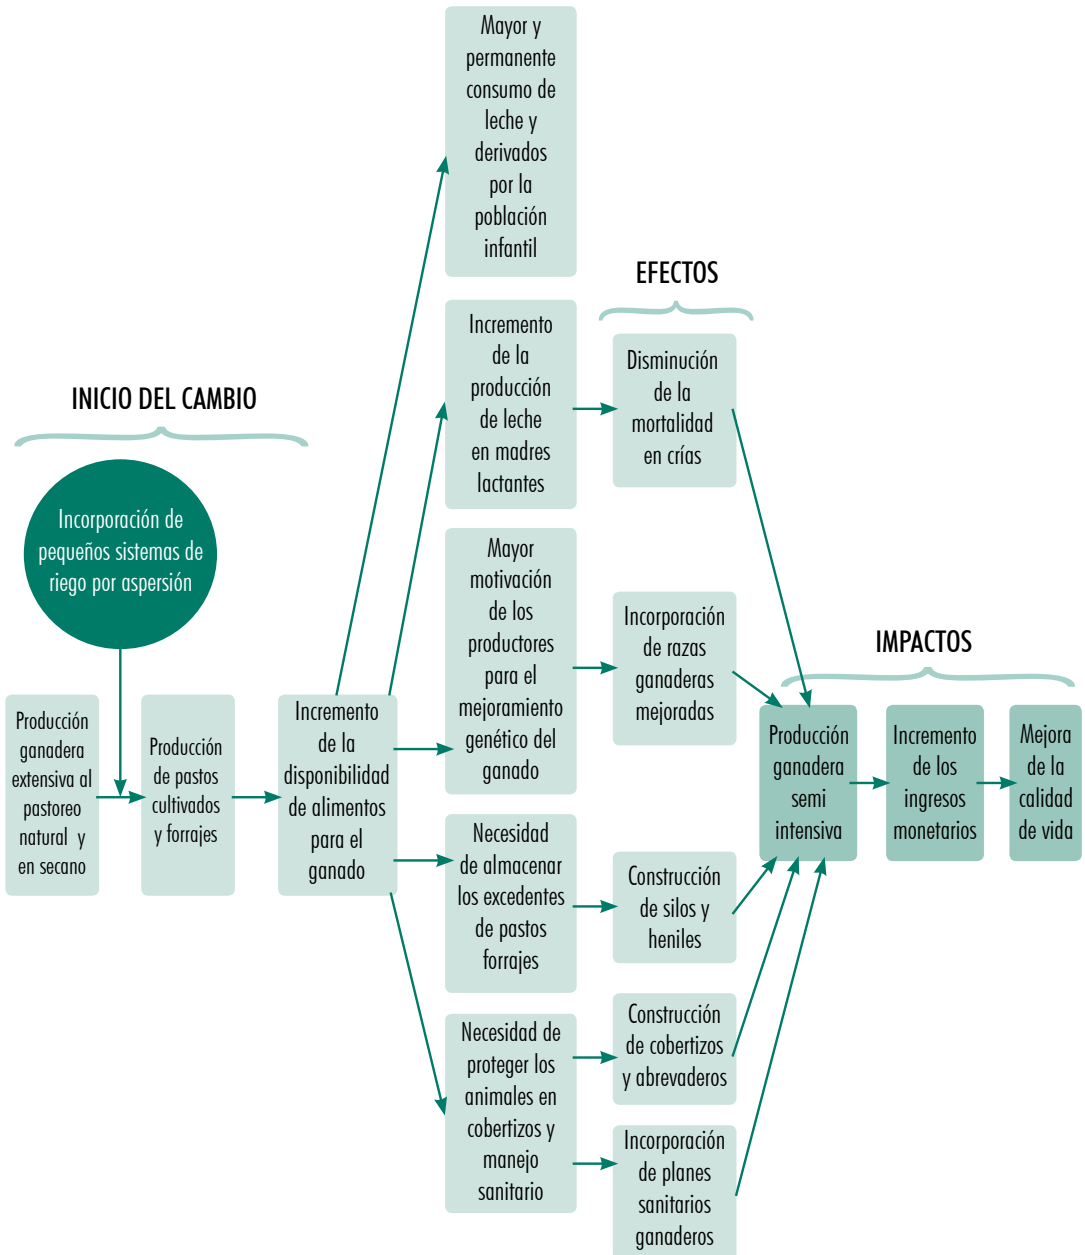 INICIO DEL CAMBIO
Incorporación de
pequeños sistemas de
riego por aspersión
Producción
ganadera
extensiva al
pastoreo
natural y
en secano
Producción
de pastos
cultivados
y forrajes
Incremento
de la
disponibilidad
de alimentos
para el
ganado
Mayor y
permanente
consumo de
leche y
derivados
por la
población
infantil
Incremento
de la
producción
de leche
en madres
lactantes
Mayor
motivación
de los
productores
para el
mejoramiento
genético del
ganado
Necesidad
de almacenar
los excedentes
de pastos
forrajes
Necesidad de
proteger los
animales en
cobertizos y
manejo
sanitario
EFECTOS
Disminución
de la
mortalidad
en crías
Incorporación
de razas
ganaderas
mejoradas
Construcción
de silos y
heniles
Construcción
de cobertizos
y abrevaderos
Incorporación
de planes
sanitarios
ganaderos
IMPACTOS
Producción
ganadera
semi
intensiva
Incremento
de los
ingresos
monetarios
Mejora
de la
calidad
de vida